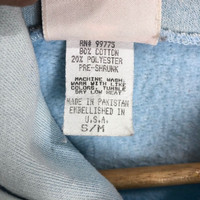 RN# 99775
80% COTTON
20% POLYESTER
PRE-SHRUNK
MACHINE WASH
WARM WITH LIKE
COLORS, TUMBLE
DRY LOW HEAT
MADE IN PAKISTAN
EMBELLISHED IN
U.S.A.
S/M